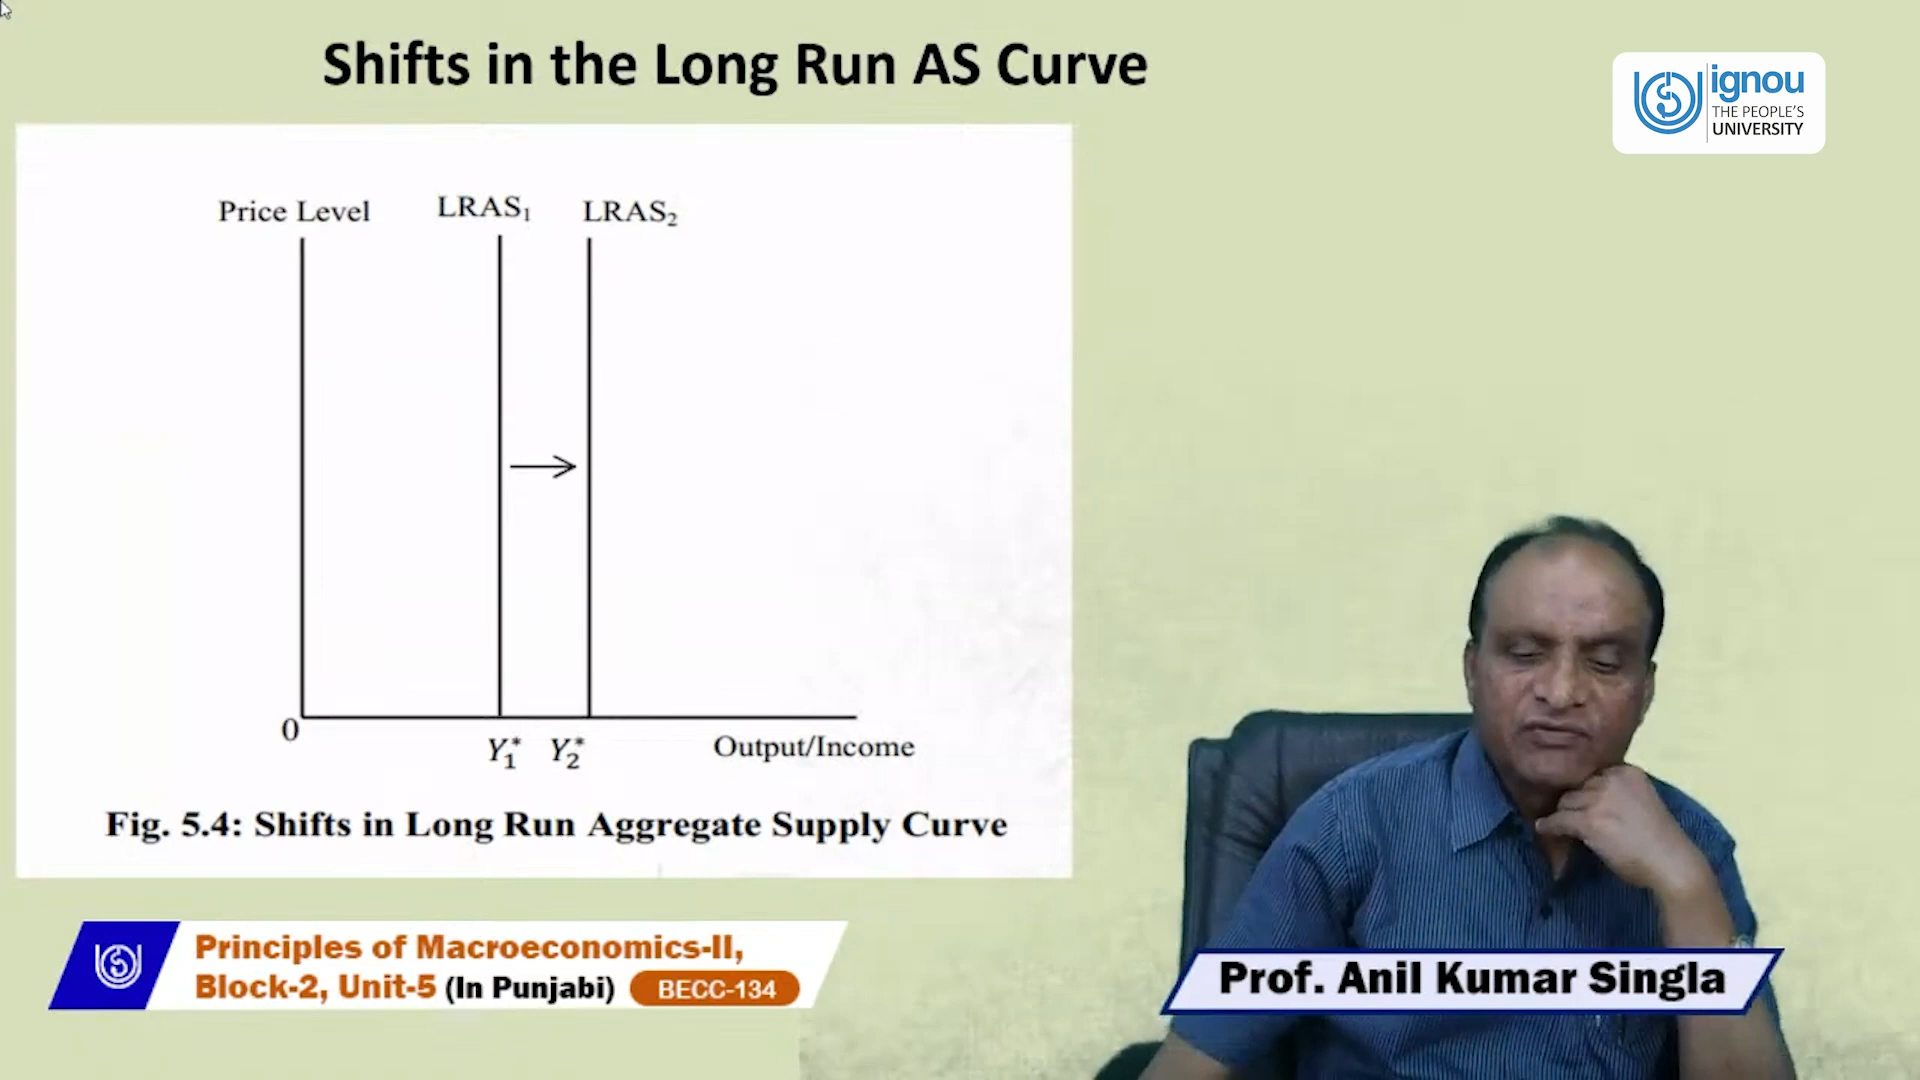 Shifts in the Long Run AS Curve
ignou
THE PEOPLE'S
UNIVERSITY
Price Level LRAS₁ LRAS₂
0
Y₁* Y₂* Output/Income
Fig. 5.4: Shifts in Long Run Aggregate Supply Curve
Principles of Macroeconomics-II,
Block-2, Unit-5 (In Punjabi) BECC-134
Prof. Anil Kumar Singla